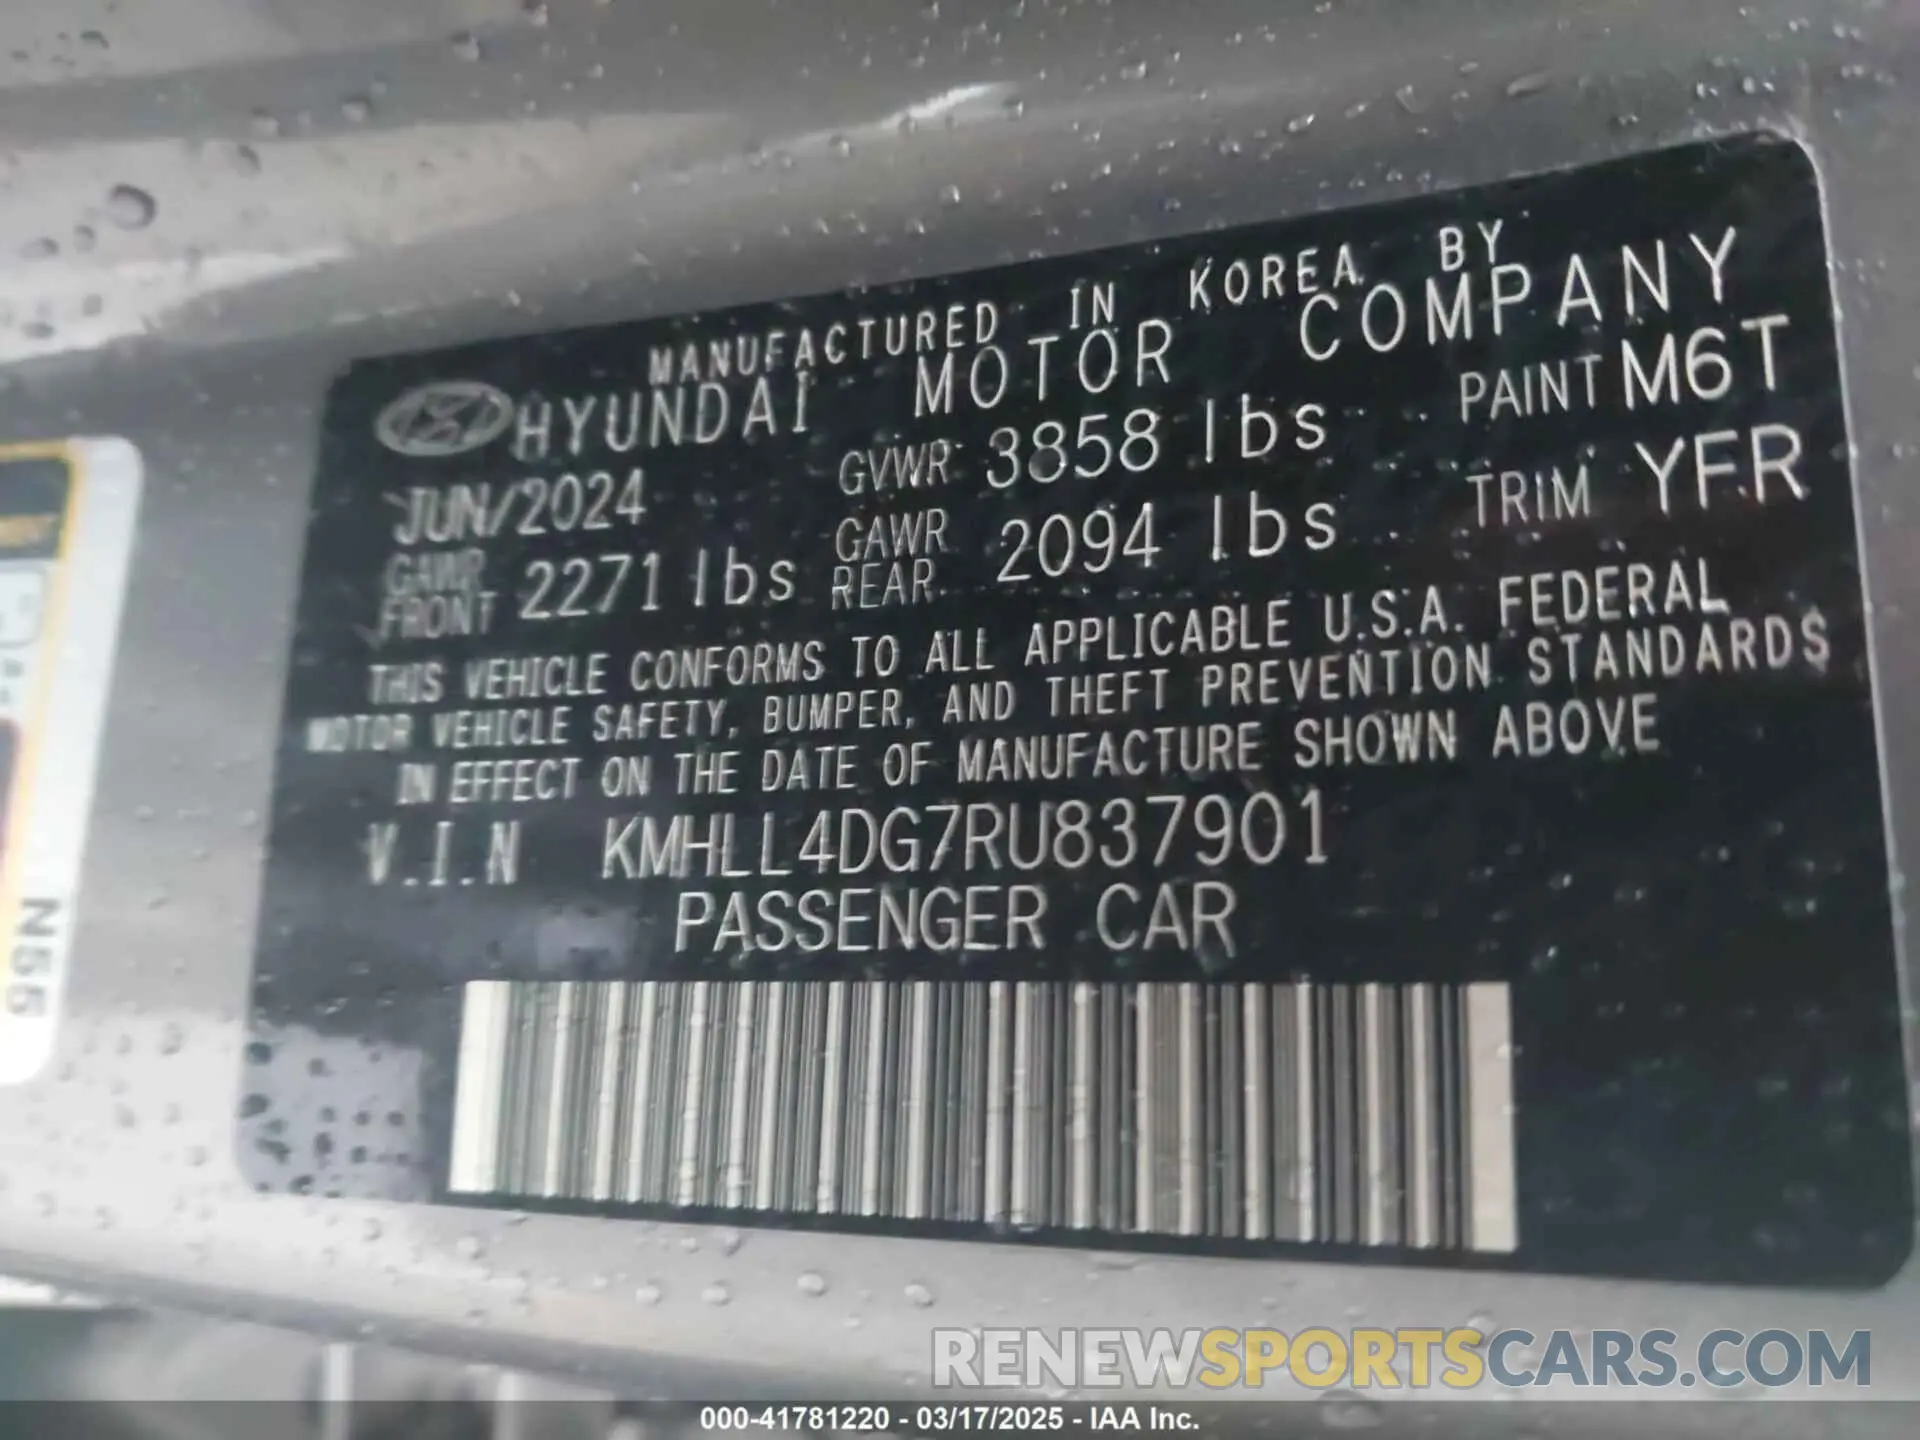 MANUFACTURED IN KOREA BY
HYUNDAI MOTOR COMPANY
JUN/2024 GVWR 3858 lbs PAINT M6T
GAWR FRONT 2271 lbs GAWR REAR 2094 lbs TRIM YFR
THIS VEHICLE CONFORMS TO ALL APPLICABLE U.S.A. FEDERAL
MOTOR VEHICLE SAFETY, BUMPER, AND THEFT PREVENTION STANDARDS
IN EFFECT ON THE DATE OF MANUFACTURE SHOWN ABOVE
V.I.N KMHLL4DG7RU837901
PASSENGER CAR
N55
RENEWSPORTSCARS.COM
000-41781220 - 03/17/2025 - IAA Inc.